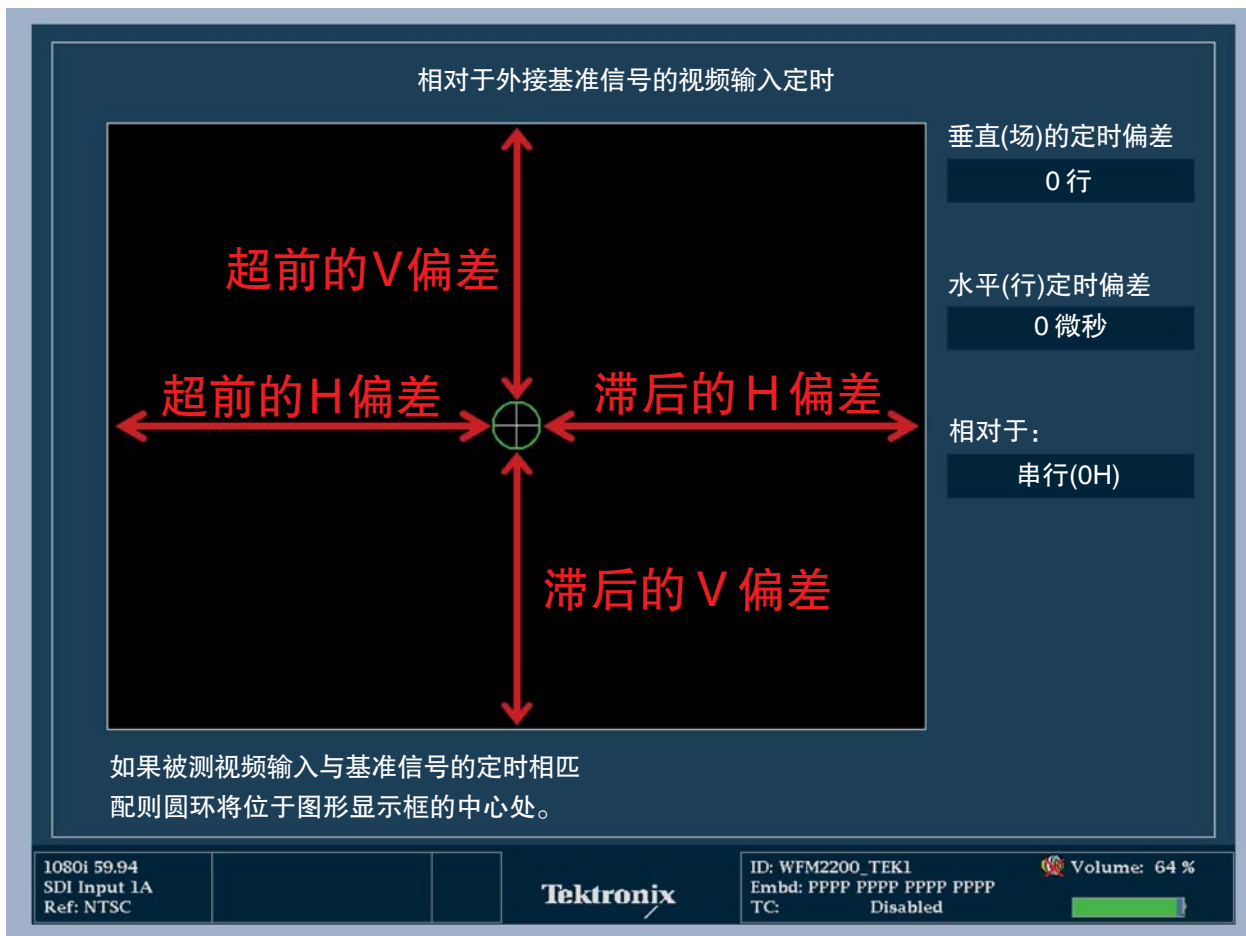 相对于外接基准信号的视频输入定时
垂直(场)的定时偏差
0 行
超前的V偏差
水平(行)定时偏差
0 微秒
超前的H偏差
滞后的 H 偏差
相对于:
串行(0H)
滞后的 V 偏差
如果被测视频输入与基准信号的定时相匹
配则圆环将位于图形显示框的中心处。
1080i 59.94
SDI Input 1A
Ref: NTSC
Tektronix
ID: WFM2200_TEK1
Embd: PPPP PPPP PPPP PPPP
TC: Disabled
Volume: 64 %